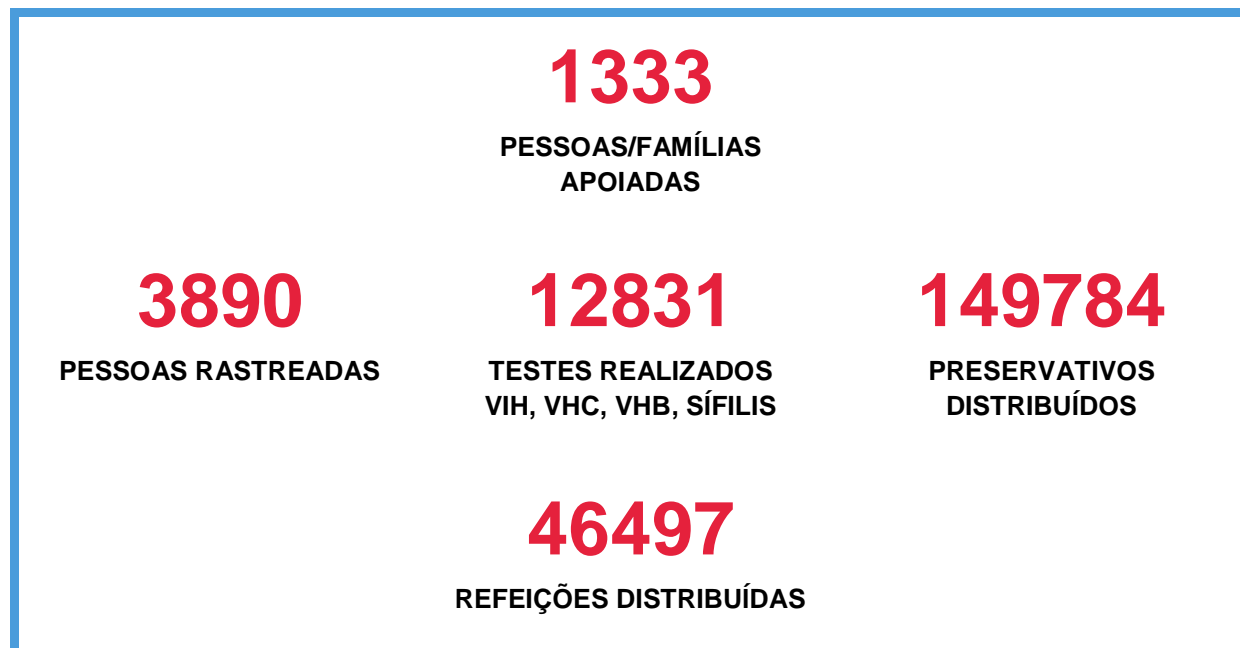 1333
PESSOAS/FAMÍLIAS
APOIADAS
3890
PESSOAS RASTREADAS
12831
TESTES REALIZADOS
VIH, VHC, VHB, SÍFILIS
149784
PRESERVATIVOS
DISTRIBUÍDOS
46497
REFEIÇÕES DISTRIBUÍDAS